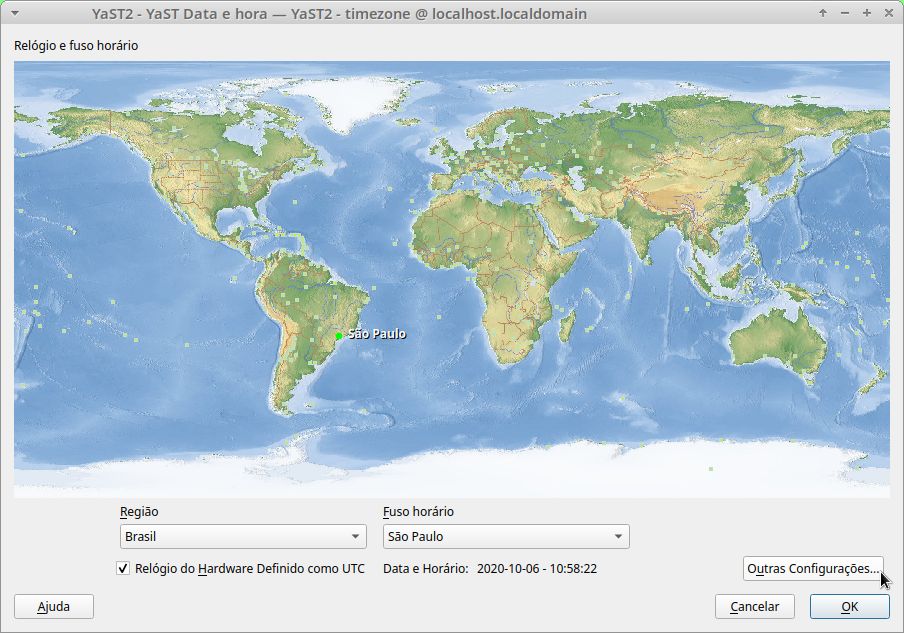 YaST2 - YaST Data e hora — YaST2 - timezone @ localhost.localdomain
Relógio e fuso horário
São Paulo
Região
Fuso horário
Brasil
São Paulo
Relógio do Hardware Definido como UTC
Data e Horário: 2020-10-06 - 10:58:22
Outras Configurações...
Ajuda
Cancelar
OK